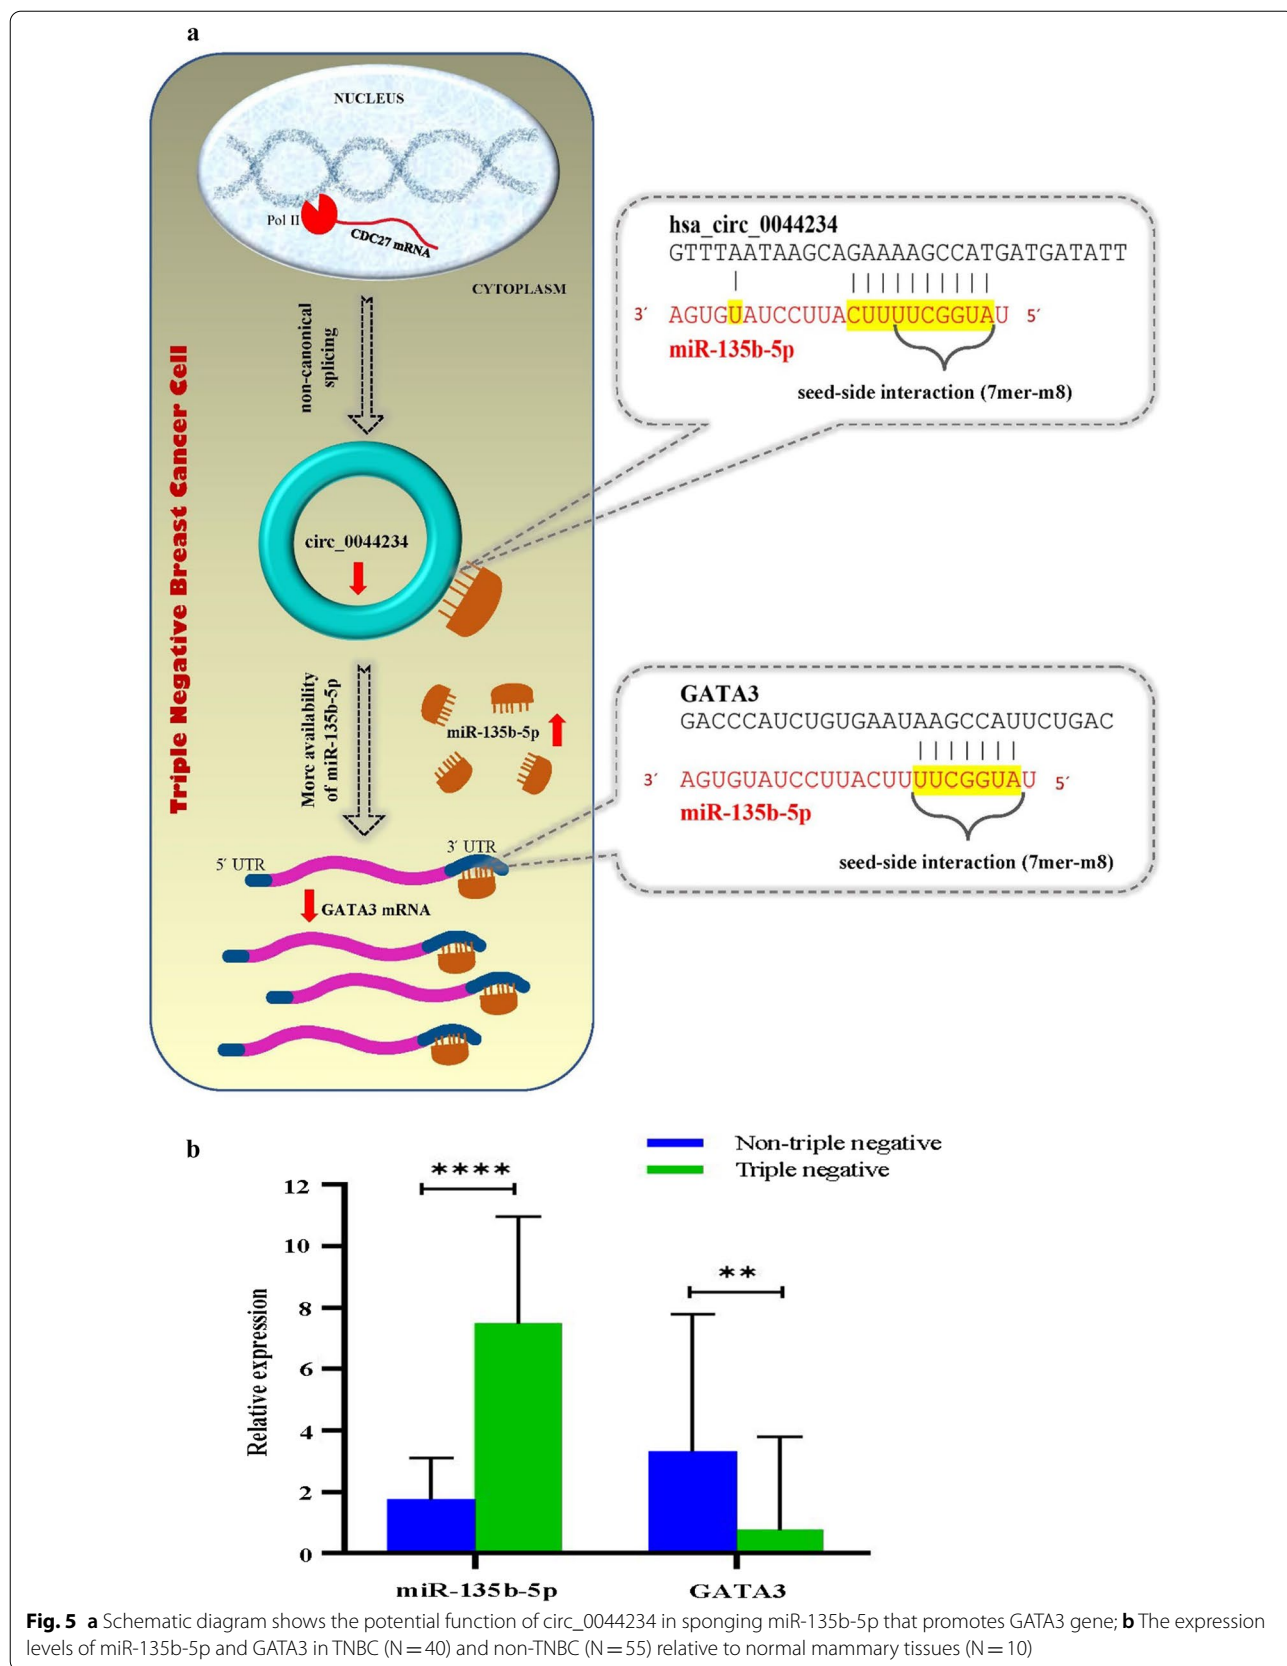 a
NUCLEUS
Pol II
CDC27 mRNA
CYTOPLASM
non-canonical
splicing
Triple Negative Breast Cancer Cell
circ_0044234
More availability
of miR-135b-5p
miR-135b-5p
5´ UTR
3´ UTR
GATA3 mRNA
hsa_circ_0044234
GTTTAATAAGCAGAAAAGCCATGATGATATT
3´ AGUGUAUCCUUACUUUUCGGUAU 5´
miR-135b-5p
seed-side interaction (7mer-m8)
GATA3
GACCCAUCUGUGAAUAAGCCAUUCUGAC
3´ AGUGUAUCCUUACUUUUCGGUAU 5´
miR-135b-5p
seed-side interaction (7mer-m8)
b
Non-triple negative
Triple negative
****
**
12
10
8
6
4
2
0
Relative expression
miR-135b-5p
GATA3
Fig. 5 a Schematic diagram shows the potential function of circ_0044234 in sponging miR-135b-5p that promotes GATA3 gene; b The expression
levels of miR-135b-5p and GATA3 in TNBC (N = 40) and non-TNBC (N = 55) relative to normal mammary tissues (N = 10)